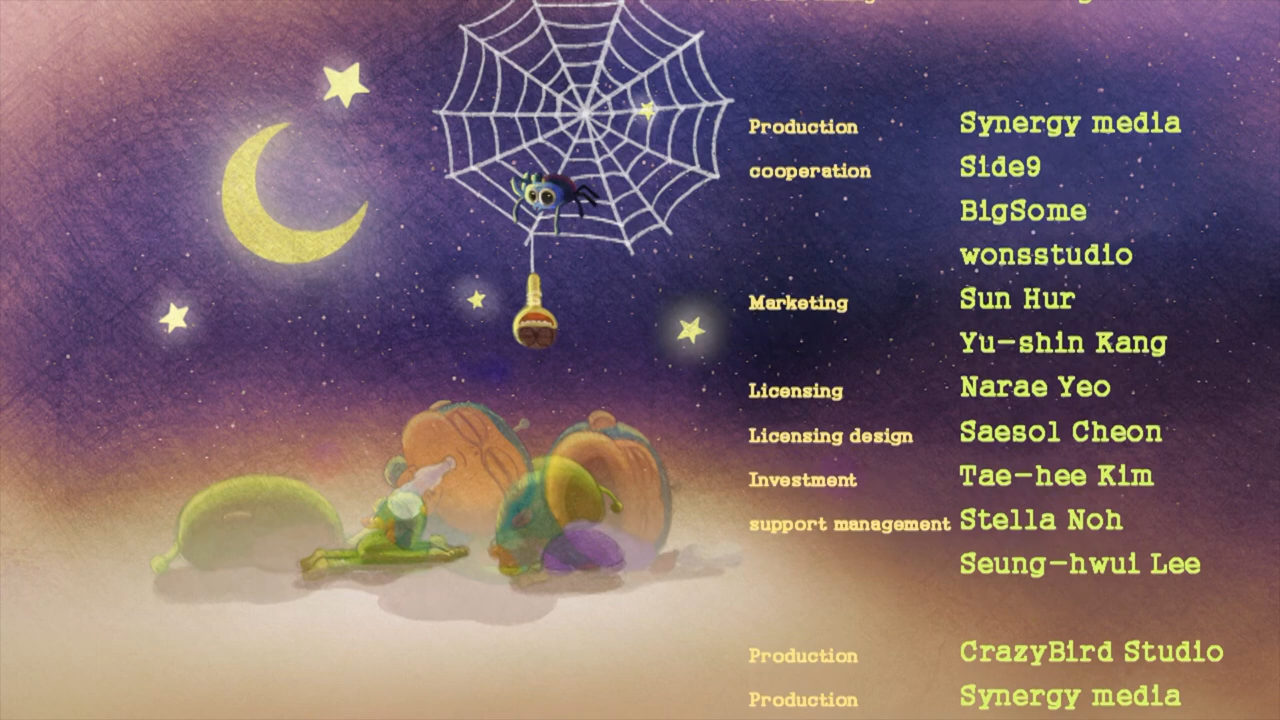 Production Synergy media
cooperation Side9
BigSome
wonsstudio
Marketing Sun Hur
Yu-shin Kang
Licensing Narae Yeo
Licensing design Saesol Cheon
Investment Tae-hee Kim
support management Stella Noh
Seung-hwui Lee
Production CrazyBird Studio
Production Synergy media